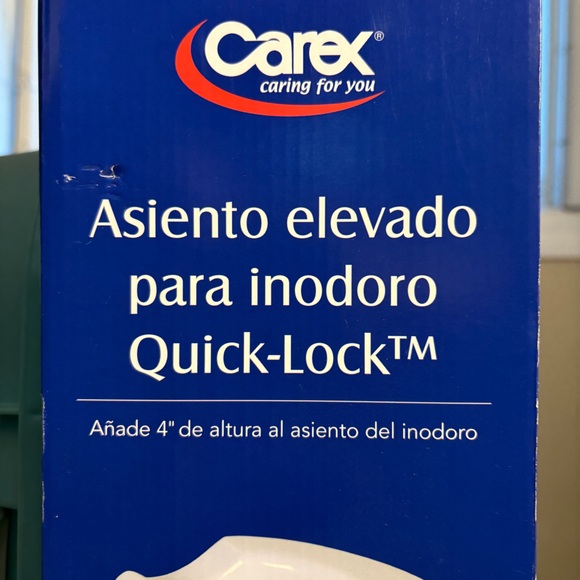 Carex®
caring for you
Asiento elevado
para inodoro
Quick-Lock™
Añade 4" de altura al asiento del inodoro